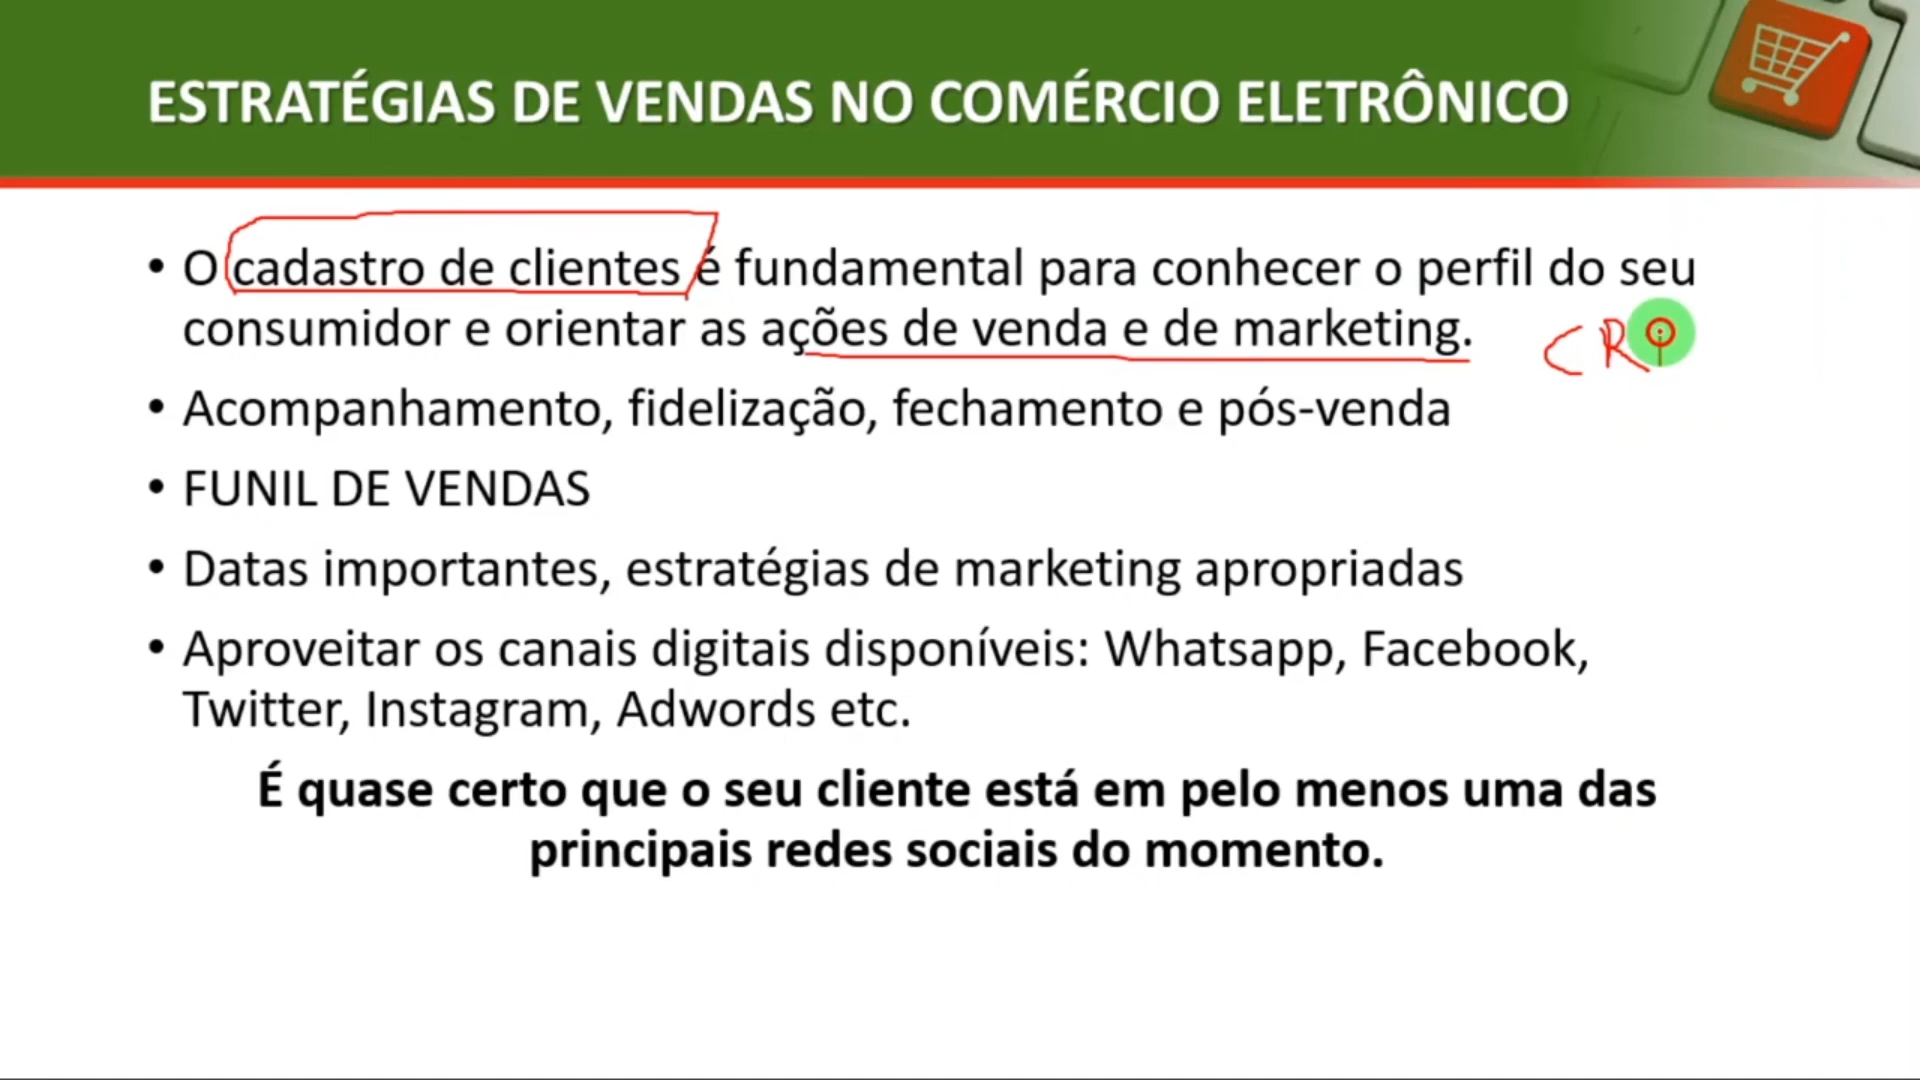 ESTRATÉGIAS DE VENDAS NO COMÉRCIO ELETRÔNICO
• O cadastro de clientes é fundamental para conhecer o perfil do seu
consumidor e orientar as ações de venda e de marketing.
CR
• Acompanhamento, fidelização, fechamento e pós-venda
• FUNIL DE VENDAS
• Datas importantes, estratégias de marketing apropriadas
• Aproveitar os canais digitais disponíveis: Whatsapp, Facebook,
Twitter, Instagram, Adwords etc.
É quase certo que o seu cliente está em pelo menos uma das
principais redes sociais do momento.